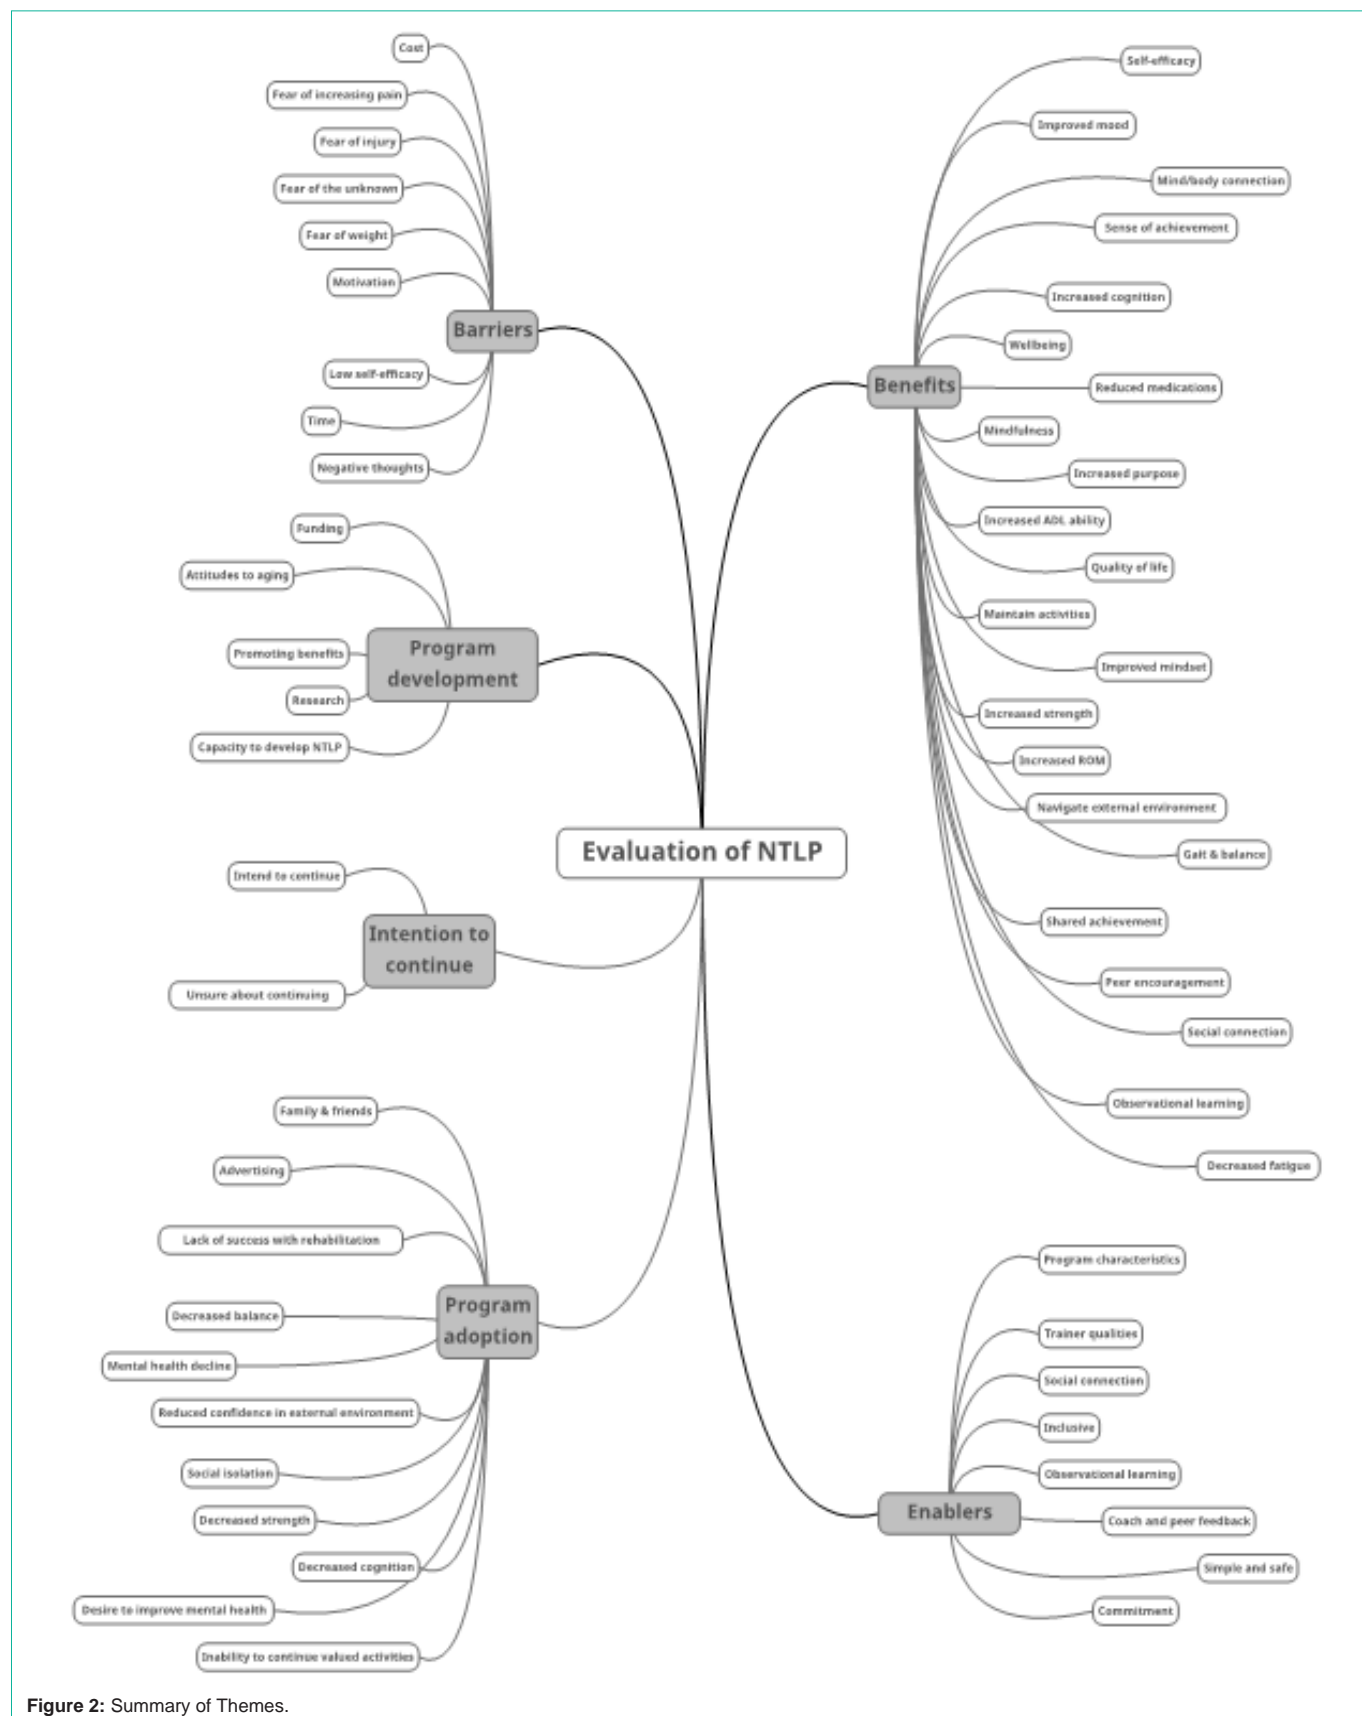 Cost
Fear of increasing pain
Fear of injury
Fear of the unknown
Fear of weight
Motivation
Barriers
Low self-efficacy
Time
Negative thoughts
Funding
Attitudes to aging
Program
development
Promoting benefits
Research
Capacity to develop NTLP
Evaluation of NTLP
Intend to continue
Intention to
continue
Unsure about continuing
Family & friends
Advertising
Lack of success with rehabilitation
Program
adoption
Decreased balance
Mental health decline
Reduced confidence in external environment
Social isolation
Decreased strength
Decreased cognition
Desire to improve mental health
Inability to continue valued activities
Self-efficacy
Improved mood
Mind/body connection
Sense of achievement
Increased cognition
Wellbeing
Benefits
Reduced medications
Mindfulness
Increased purpose
Increased ADL ability
Quality of life
Maintain activities
Improved mindset
Increased strength
Increased ROM
Navigate external environment
Gait & balance
Shared achievement
Peer encouragement
Social connection
Observational learning
Decreased fatigue
Program characteristics
Trainer qualities
Social connection
Inclusive
Observational learning
Enablers
Coach and peer feedback
Simple and safe
Commitment
Figure 2: Summary of Themes.